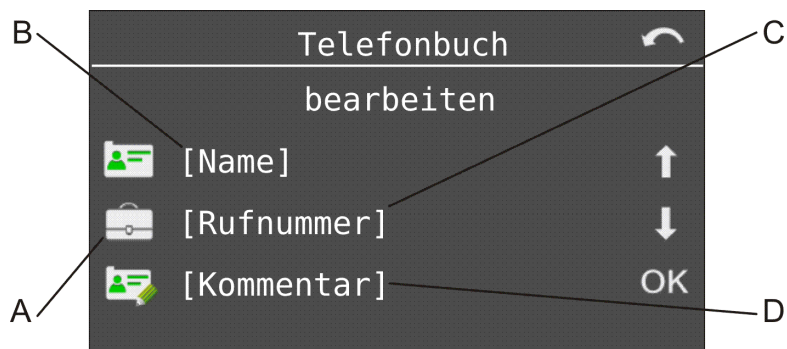 B
C
Telefonbuch
bearbeiten
[Name]
[Rufnummer]
[Kommentar]
OK
A
D